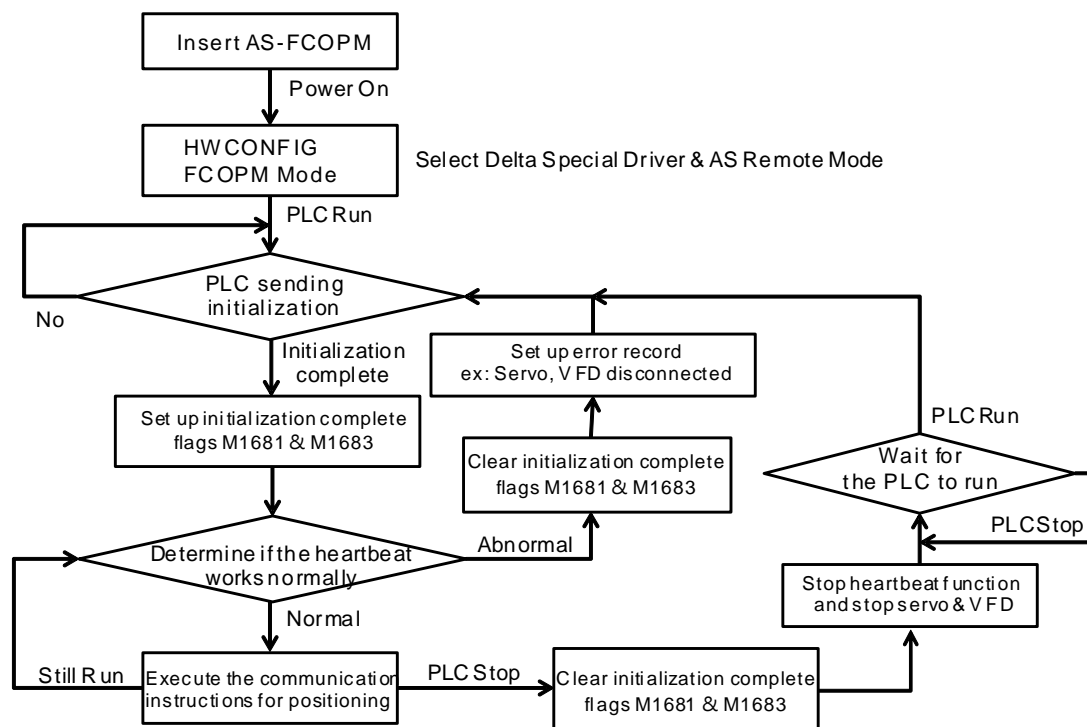 Insert AS-FCOPM
Power On
HWCONFIG
FCOPM Mode
Select Delta Special Driver & AS Remote Mode
PLC Run
PLC sending
initialization
No
Initialization
complete
Set up error record
ex: Servo, VFD disconnected
Set up initialization complete
flags M1681 & M1683
PLC Run
Clear initialization complete
flags M1681 & M1683
Wait for
the PLC to run
PLC Stop
Determine if the heartbeat
works normally
Abnormal
Normal
Stop heartbeat function
and stop servo & VFD
Still Run
Execute the communication
instructions for positioning
PLC Stop
Clear initialization complete
flags M1681 & M1683